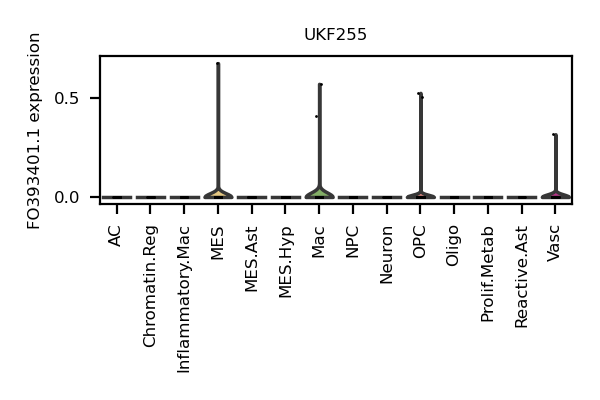 UKF255
FO393401.1 expression
0.5
0.0
AC
Chromatin.Reg
Inflammatory.Mac
MES
MES.Ast
MES.Hyp
Mac
NPC
Neuron
OPC
Oligo
Prolif.Metab
Reactive.Ast
Vasc